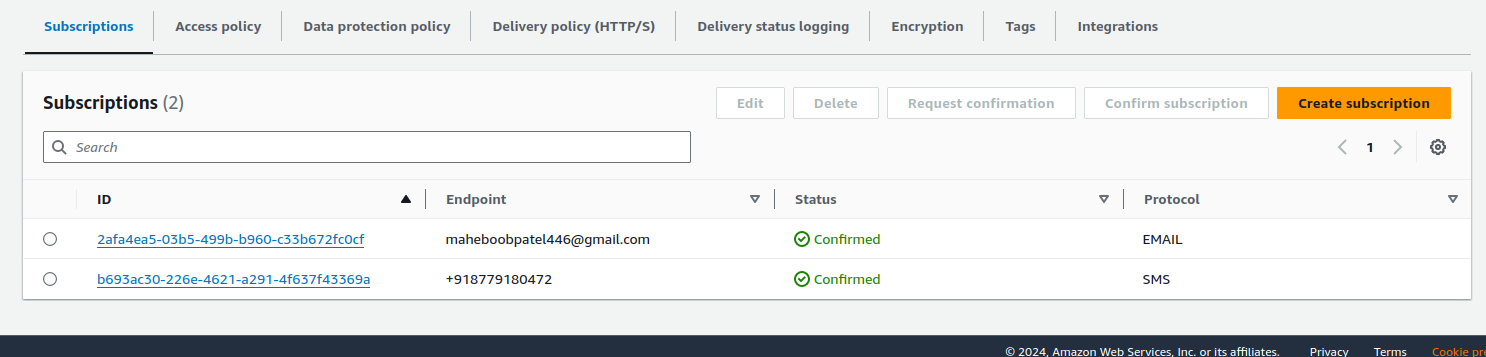 Subscriptions Access policy Data protection policy Delivery policy (HTTP/S) Delivery status logging Encryption Tags Integrations
Subscriptions (2) Edit Delete Request confirmation Confirm subscription Create subscription
Search 1
ID Endpoint Status Protocol
2afa4ea5-03b5-499b-b960-c33b672fc0cf maheboobpatel446@gmail.com Confirmed EMAIL
b693ac30-226e-4621-a291-4f637f43369a +918779180472 Confirmed SMS
© 2024, Amazon Web Services, Inc. or its affiliates. Privacy Terms Cookie